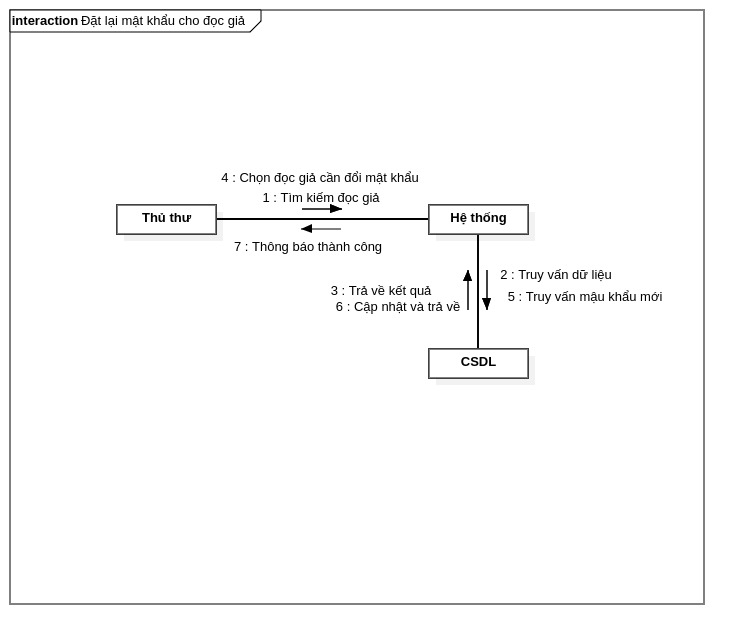 interaction Đặt lại mật khẩu cho đọc giả
4 : Chọn đọc giả cần đổi mật khẩu
1 : Tìm kiếm đọc giả
Thủ thư
Hệ thống
7 : Thông báo thành công
2 : Truy vấn dữ liệu
3 : Trả về kết quả
5 : Truy vấn mậu khẩu mới
6 : Cập nhật và trả về
CSDL